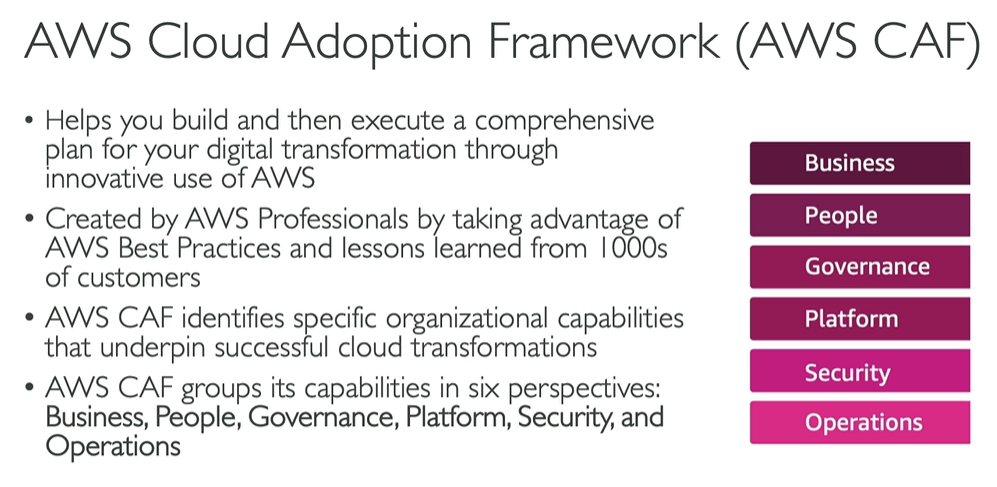 AWS Cloud Adoption Framework (AWS CAF)
• Helps you build and then execute a comprehensive
plan for your digital transformation through
innovative use of AWS
• Created by AWS Professionals by taking advantage of
AWS Best Practices and lessons learned from 1000s
of customers
• AWS CAF identifies specific organizational capabilities
that underpin successful cloud transformations
• AWS CAF groups its capabilities in six perspectives:
Business, People, Governance, Platform, Security, and
Operations
Business
People
Governance
Platform
Security
Operations